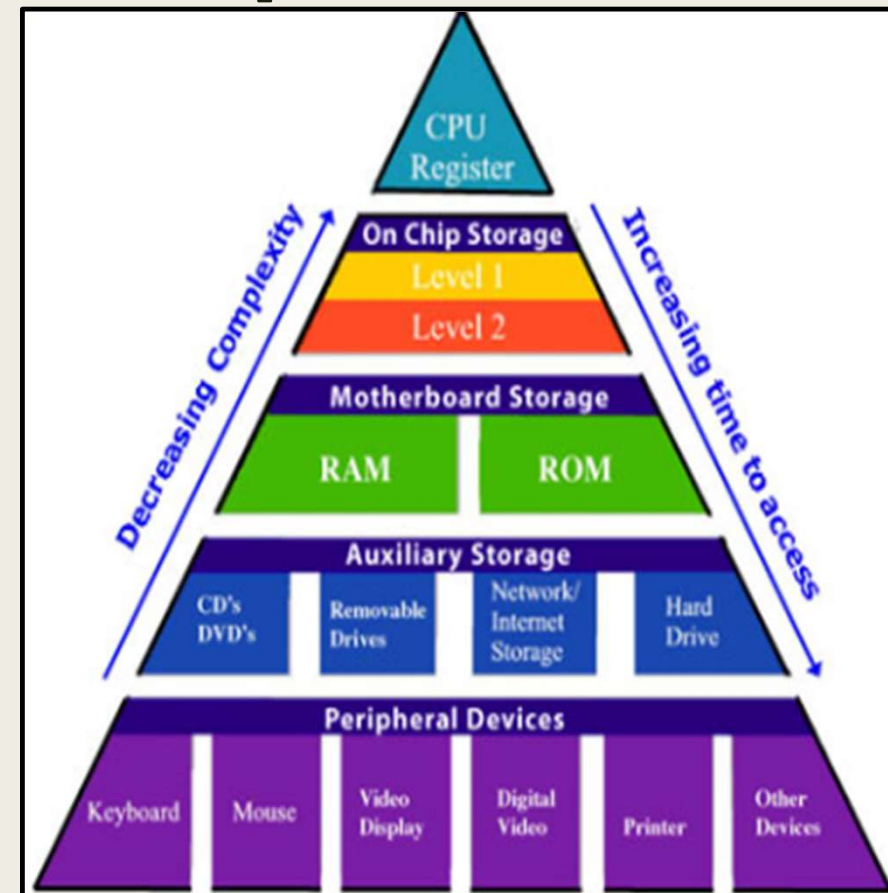 CPU
Register
On Chip Storage
Level 1
Level 2
Decreasing Complexity
Increasing time to access
Motherboard Storage
RAM
ROM
Auxiliary Storage
CD's
DVD's
Removable
Drives
Network/
Internet
Storage
Hard
Drive
Peripheral Devices
Keyboard
Mouse
Video
Display
Digital
Video
Printer
Other
Devices